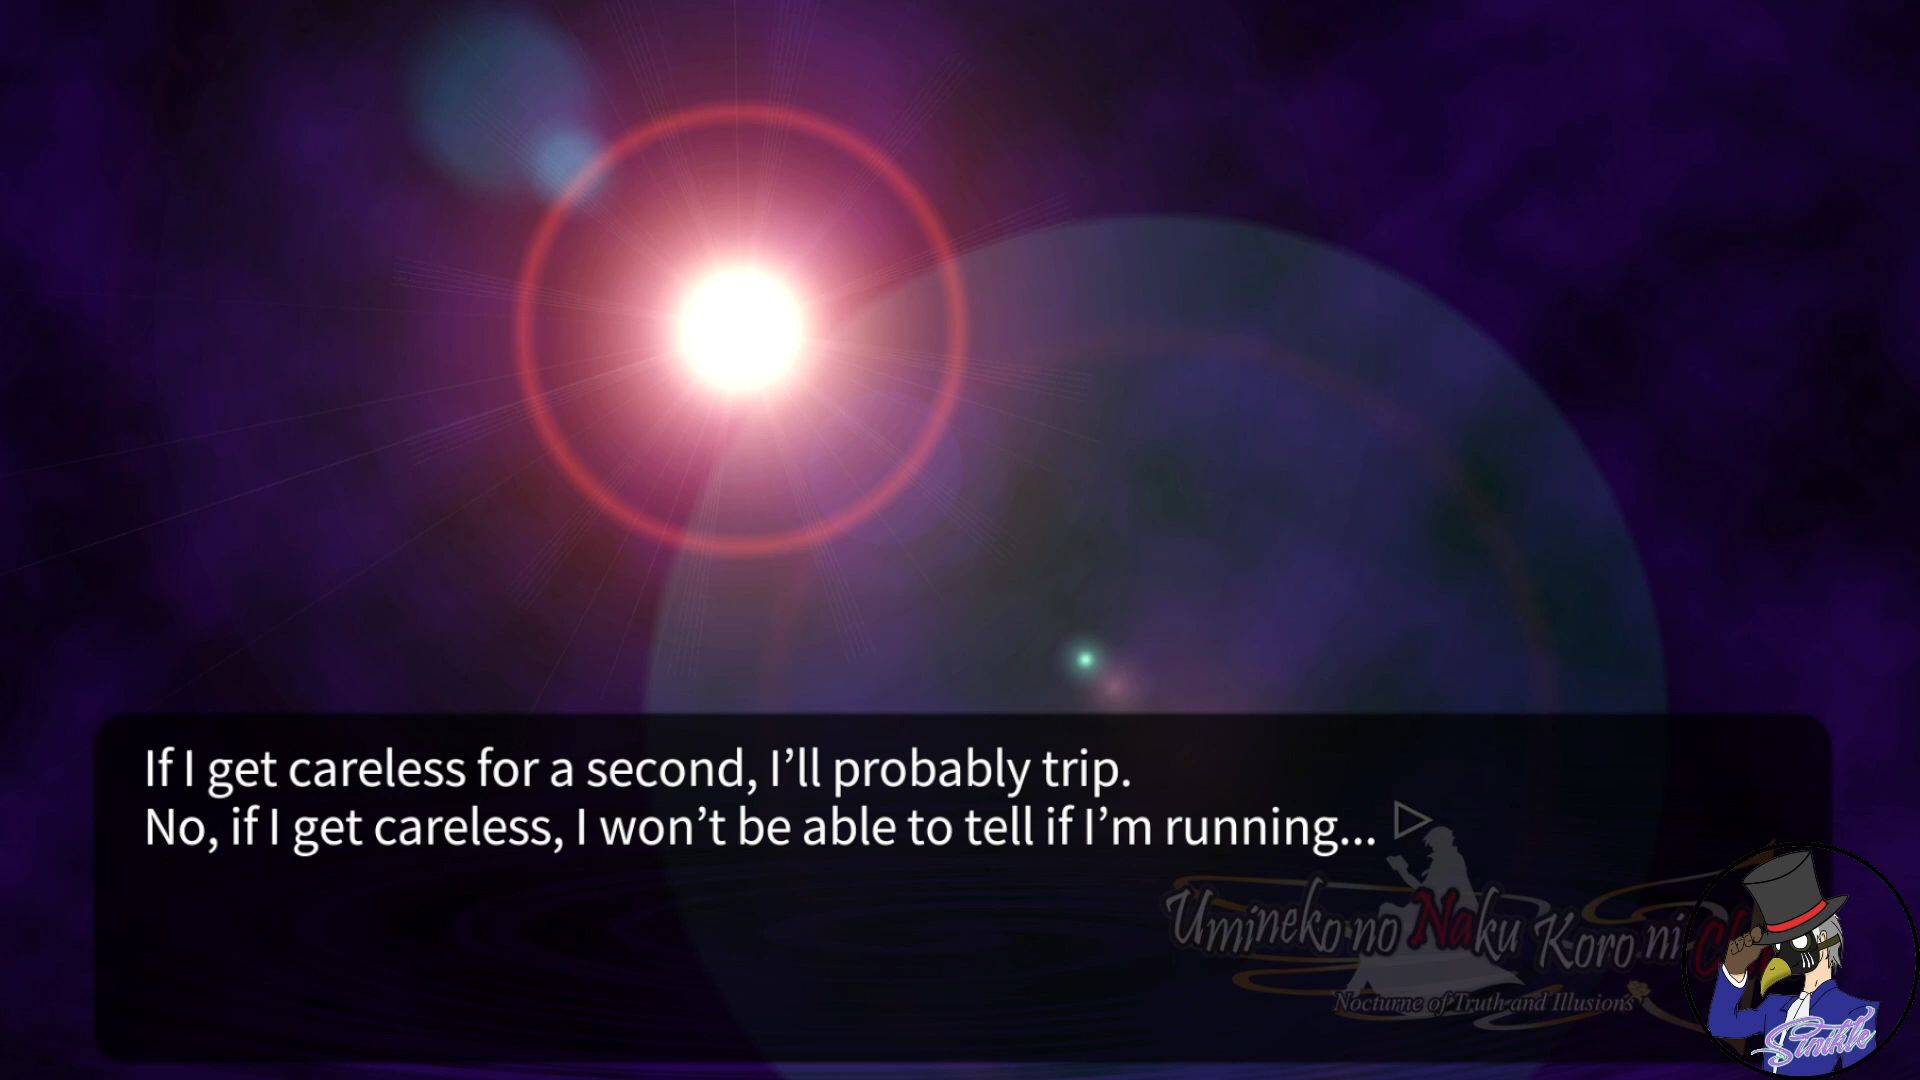 If I get careless for a second, I’ll probably trip.
No, if I get careless, I won’t be able to tell if I’m running...
Umineko no Naku Koro ni
Nocturne of Truth and Illusions
Sinikle